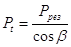 P_t = P_рез / cos β